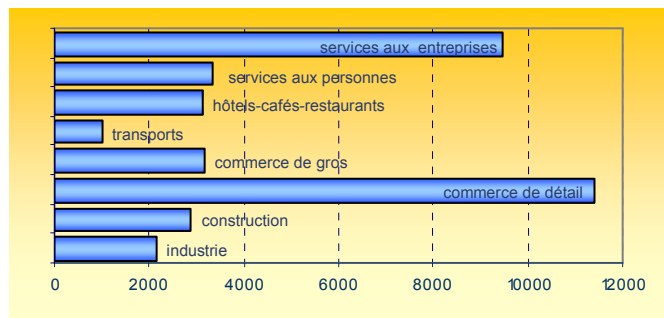 services aux entreprises
services aux personnes
hôtels-cafés-restaurants
transports
commerce de gros
commerce de détail
construction
industrie
0 2000 4000 6000 8000 10000 12000